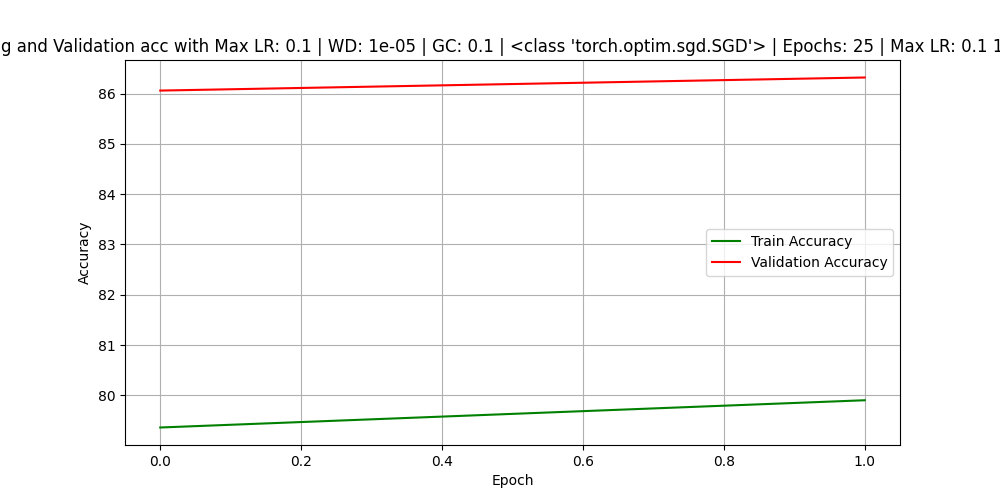 g and Validation acc with Max LR: 0.1 | WD: 1e-05 | GC: 0.1 | <class 'torch.optim.sgd.SGD'> | Epochs: 25 | Max LR: 0.1 1
86
85
84
83
82
81
80
Accuracy
Train Accuracy
Validation Accuracy
0.0 0.2 0.4 0.6 0.8 1.0
Epoch